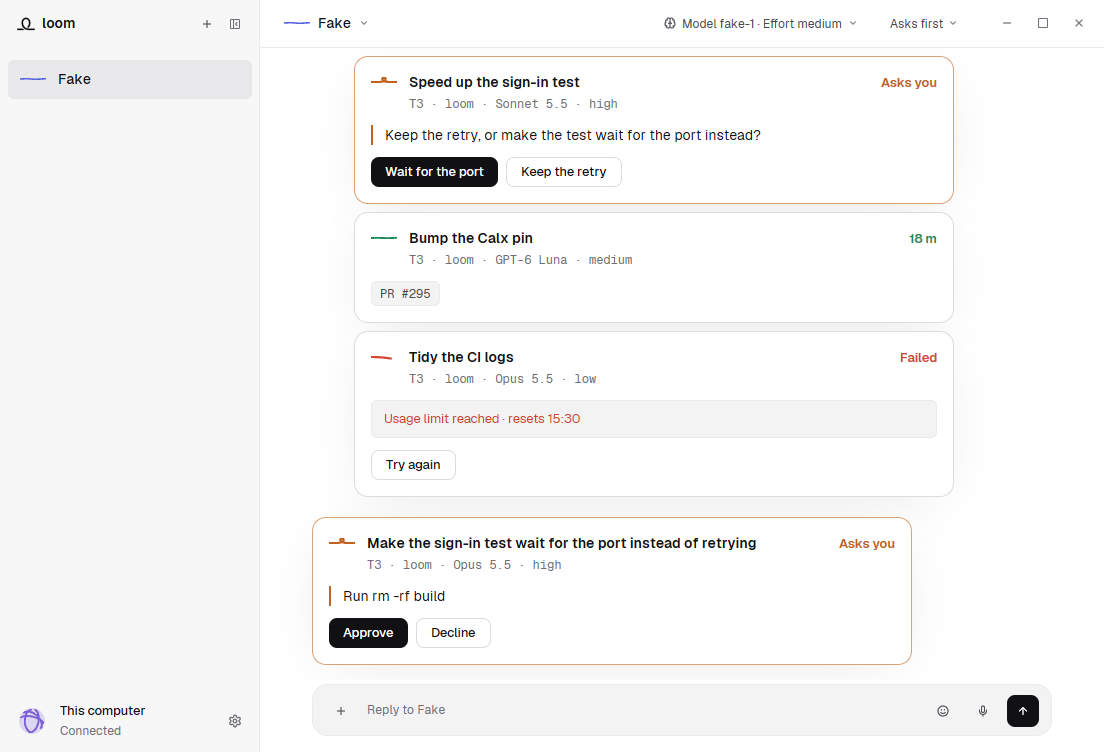 loom
Fake
Model fake-1 · Effort medium
Asks first
Fake
Speed up the sign-in test
Asks you
T3 · loom · Sonnet 5.5 · high
Keep the retry, or make the test wait for the port instead?
Wait for the port
Keep the retry
Bump the Calx pin
18 m
T3 · loom · GPT-6 Luna · medium
PR #295
Tidy the CI logs
Failed
T3 · loom · Opus 5.5 · low
Usage limit reached · resets 15:30
Try again
Make the sign-in test wait for the port instead of retrying
Asks you
T3 · loom · Opus 5.5 · high
Run rm -rf build
Approve
Decline
This computer
Connected
Reply to Fake